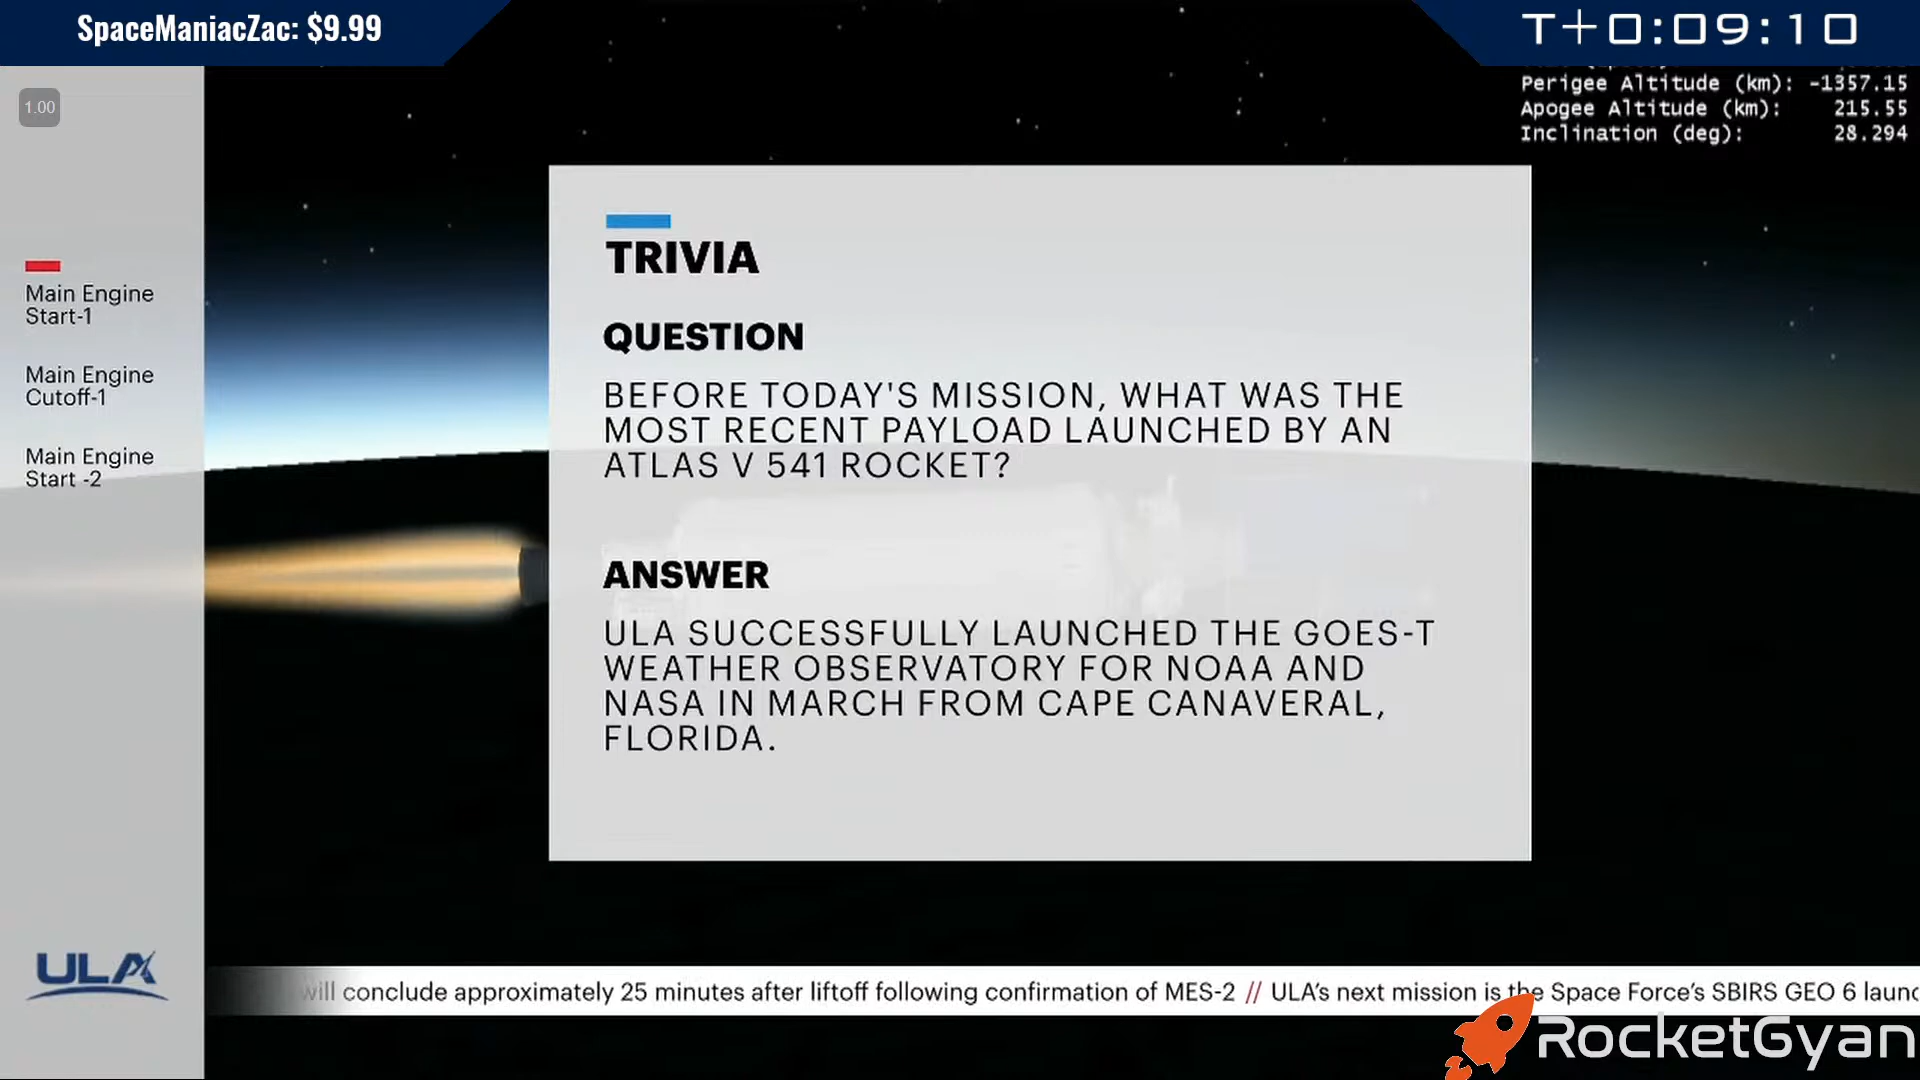 SpaceManiacZac: $9.99
T+0:09:10
Perigee Altitude (km): -1357.15
Apogee Altitude (km): 215.55
Inclination (deg): 28.294
1.00
Main Engine
Start-1
Main Engine
Cutoff-1
Main Engine
Start -2
TRIVIA
QUESTION
BEFORE TODAY'S MISSION, WHAT WAS THE
MOST RECENT PAYLOAD LAUNCHED BY AN
ATLAS V 541 ROCKET?
ANSWER
ULA SUCCESSFULLY LAUNCHED THE GOES-T
WEATHER OBSERVATORY FOR NOAA AND
NASA IN MARCH FROM CAPE CANAVERAL,
FLORIDA.
ULA
will conclude approximately 25 minutes after liftoff following confirmation of MES-2 // ULA's next mission is the Space Force's SBIRS GEO 6 launc
RocketGyan